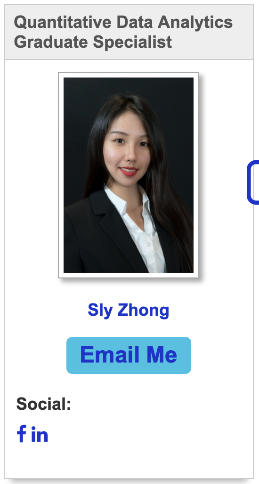 Quantitative Data Analytics
Graduate Specialist
Sly Zhong
Email Me
Social:
f in